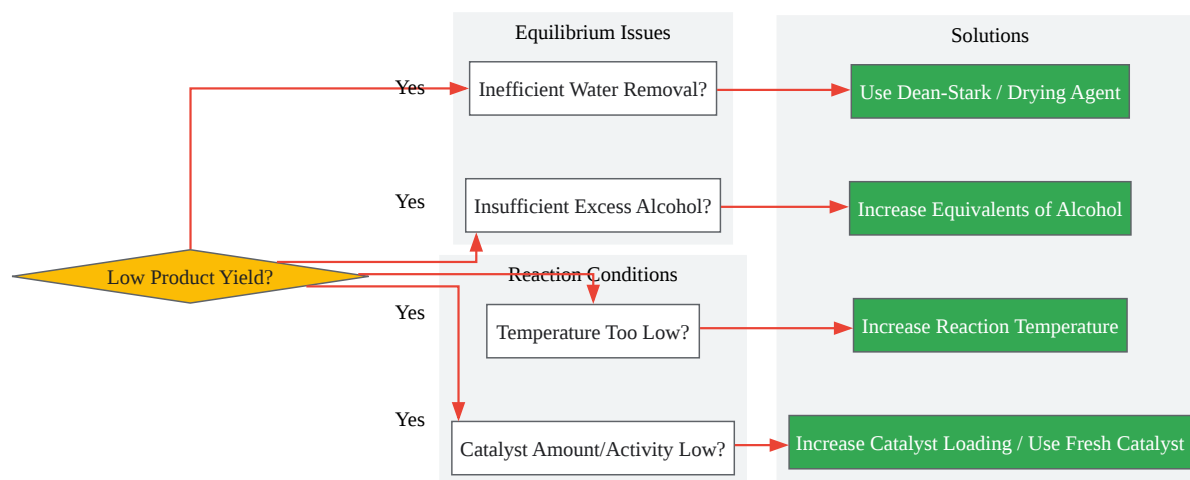 Equilibrium Issues
Solutions
Yes
Inefficient Water Removal?
Use Dean-Stark / Drying Agent
Yes
Insufficient Excess Alcohol?
Increase Equivalents of Alcohol
Low Product Yield?
Reaction Conditions
Yes
Temperature Too Low?
Increase Reaction Temperature
Yes
Catalyst Amount/Activity Low?
Increase Catalyst Loading / Use Fresh Catalyst